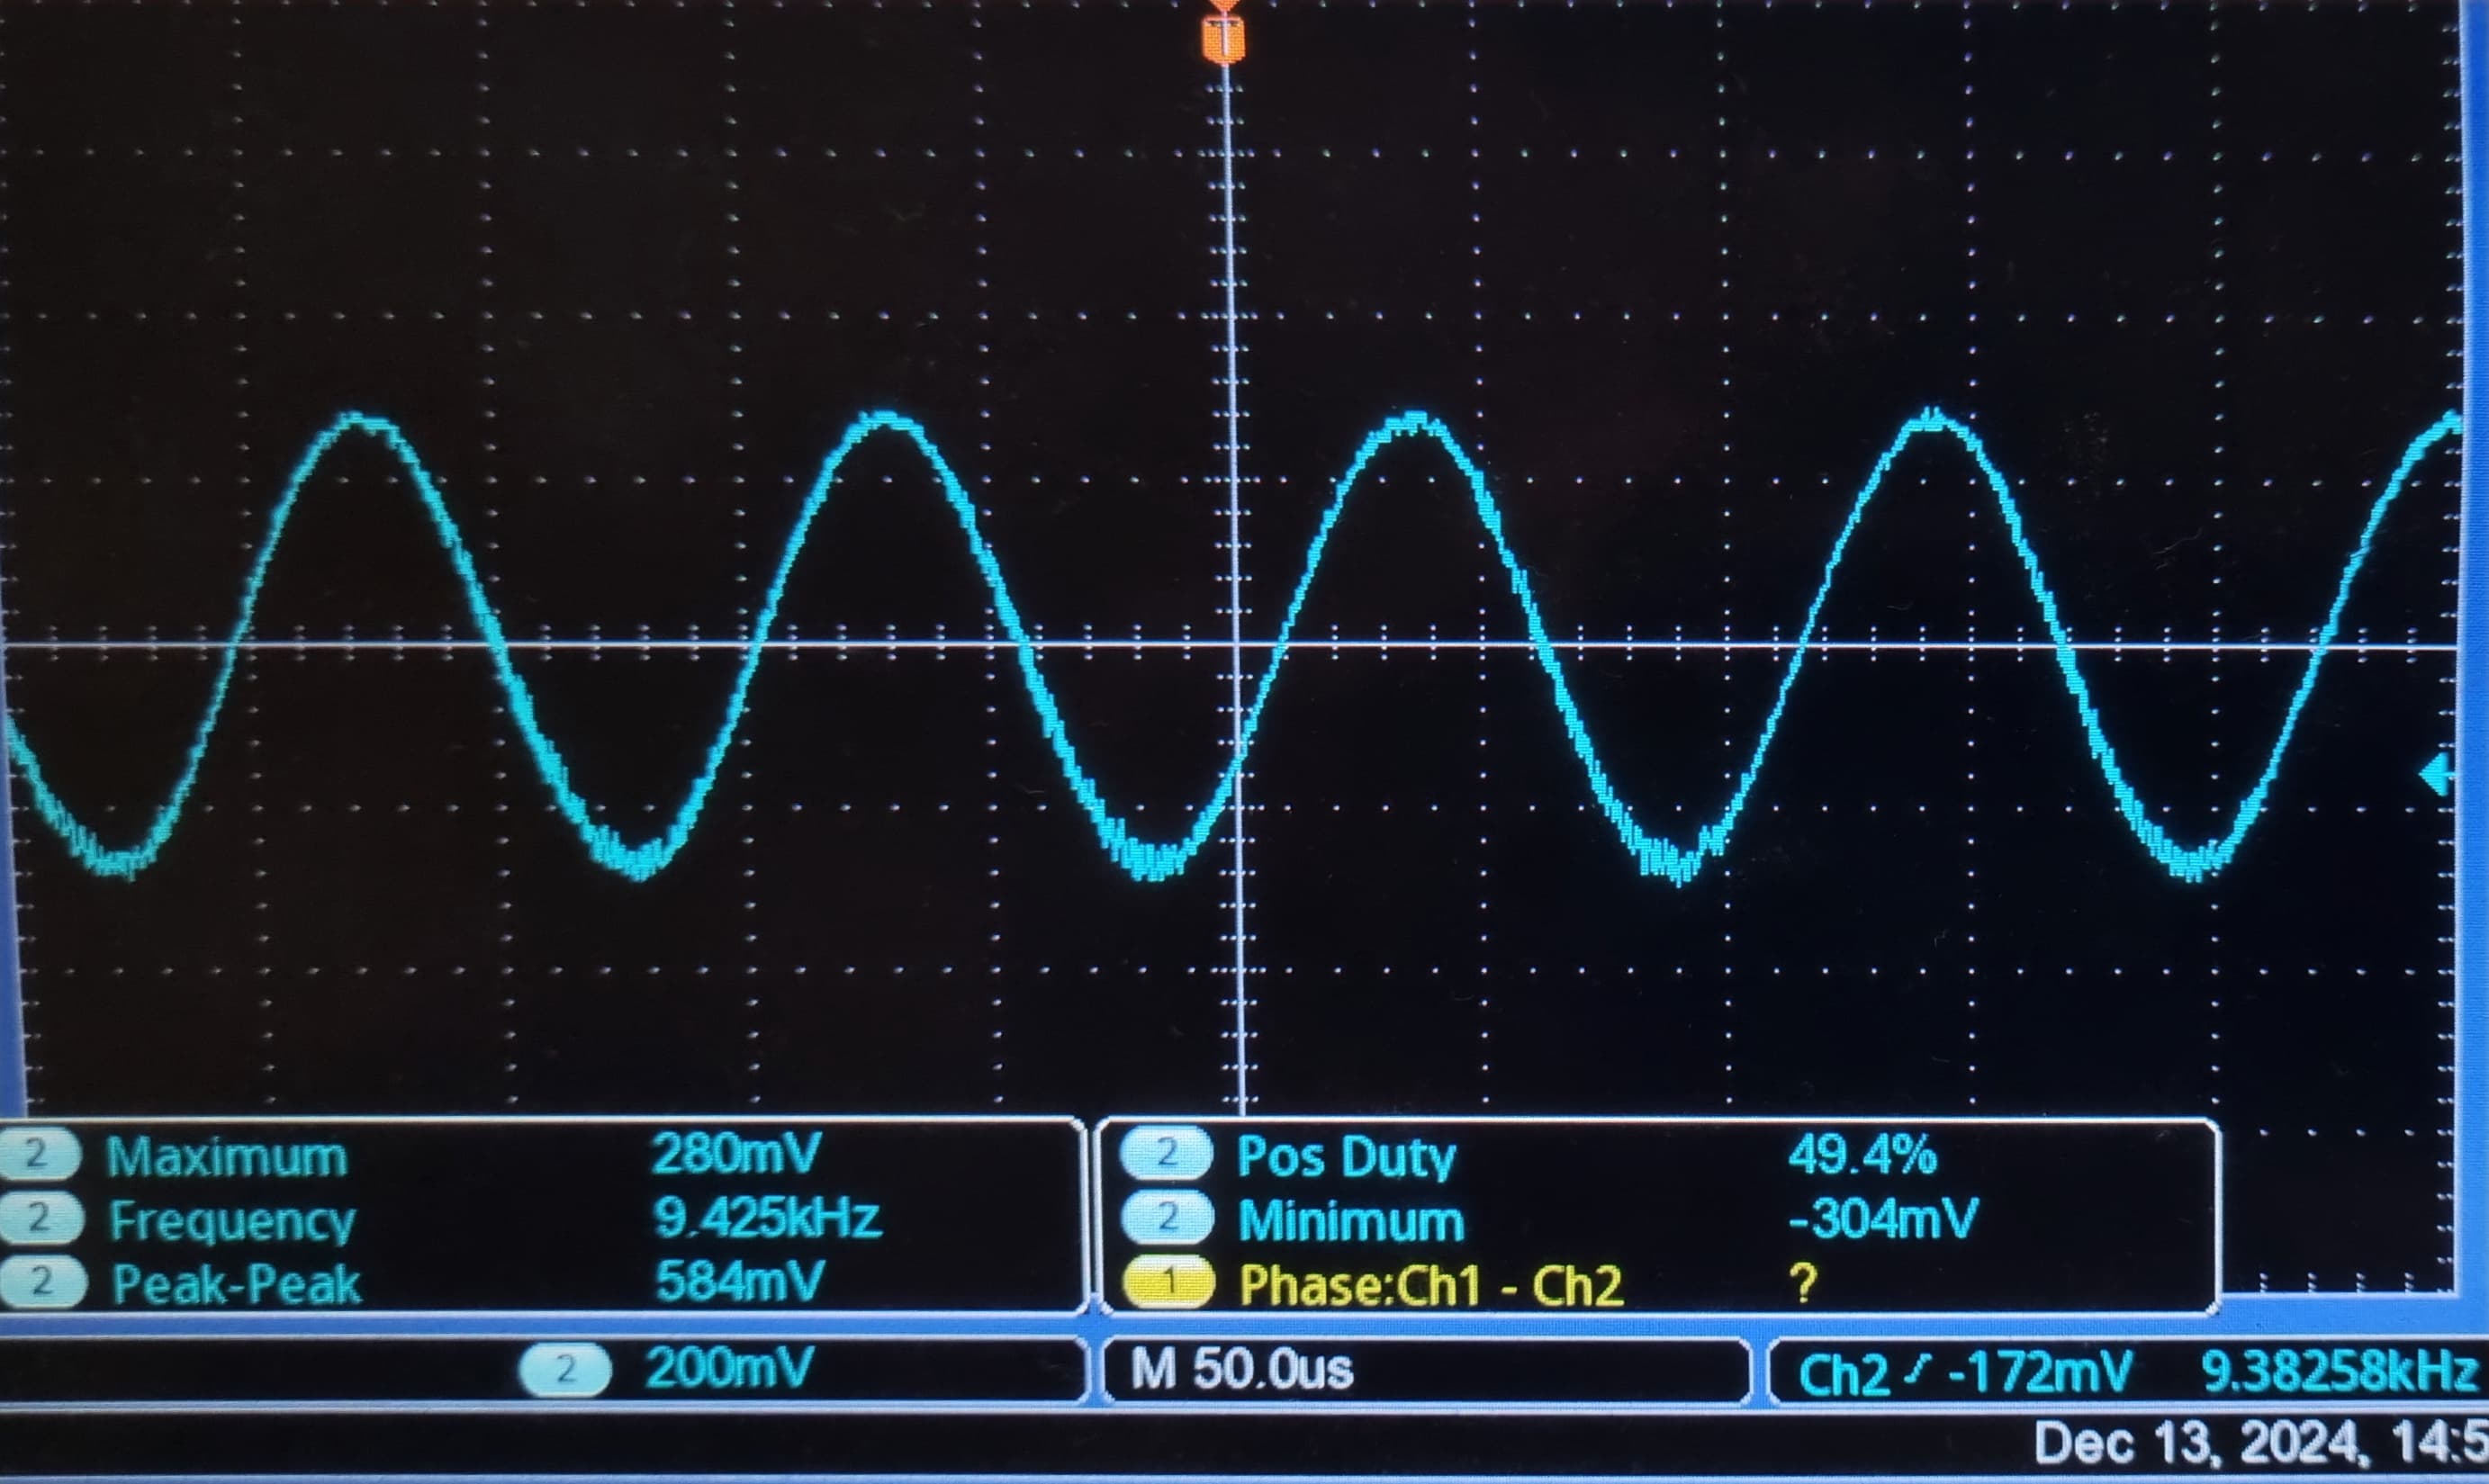 T
2 Maximum 280mV
2 Frequency 9.425kHz
2 Peak-Peak 584mV
2 Pos Duty 49.4%
2 Minimum -304mV
1 Phase:Ch1 - Ch2 ?
2 200mV M 50.0us Ch2 -172mV 9.38258kHz
Dec 13, 2024, 14:5